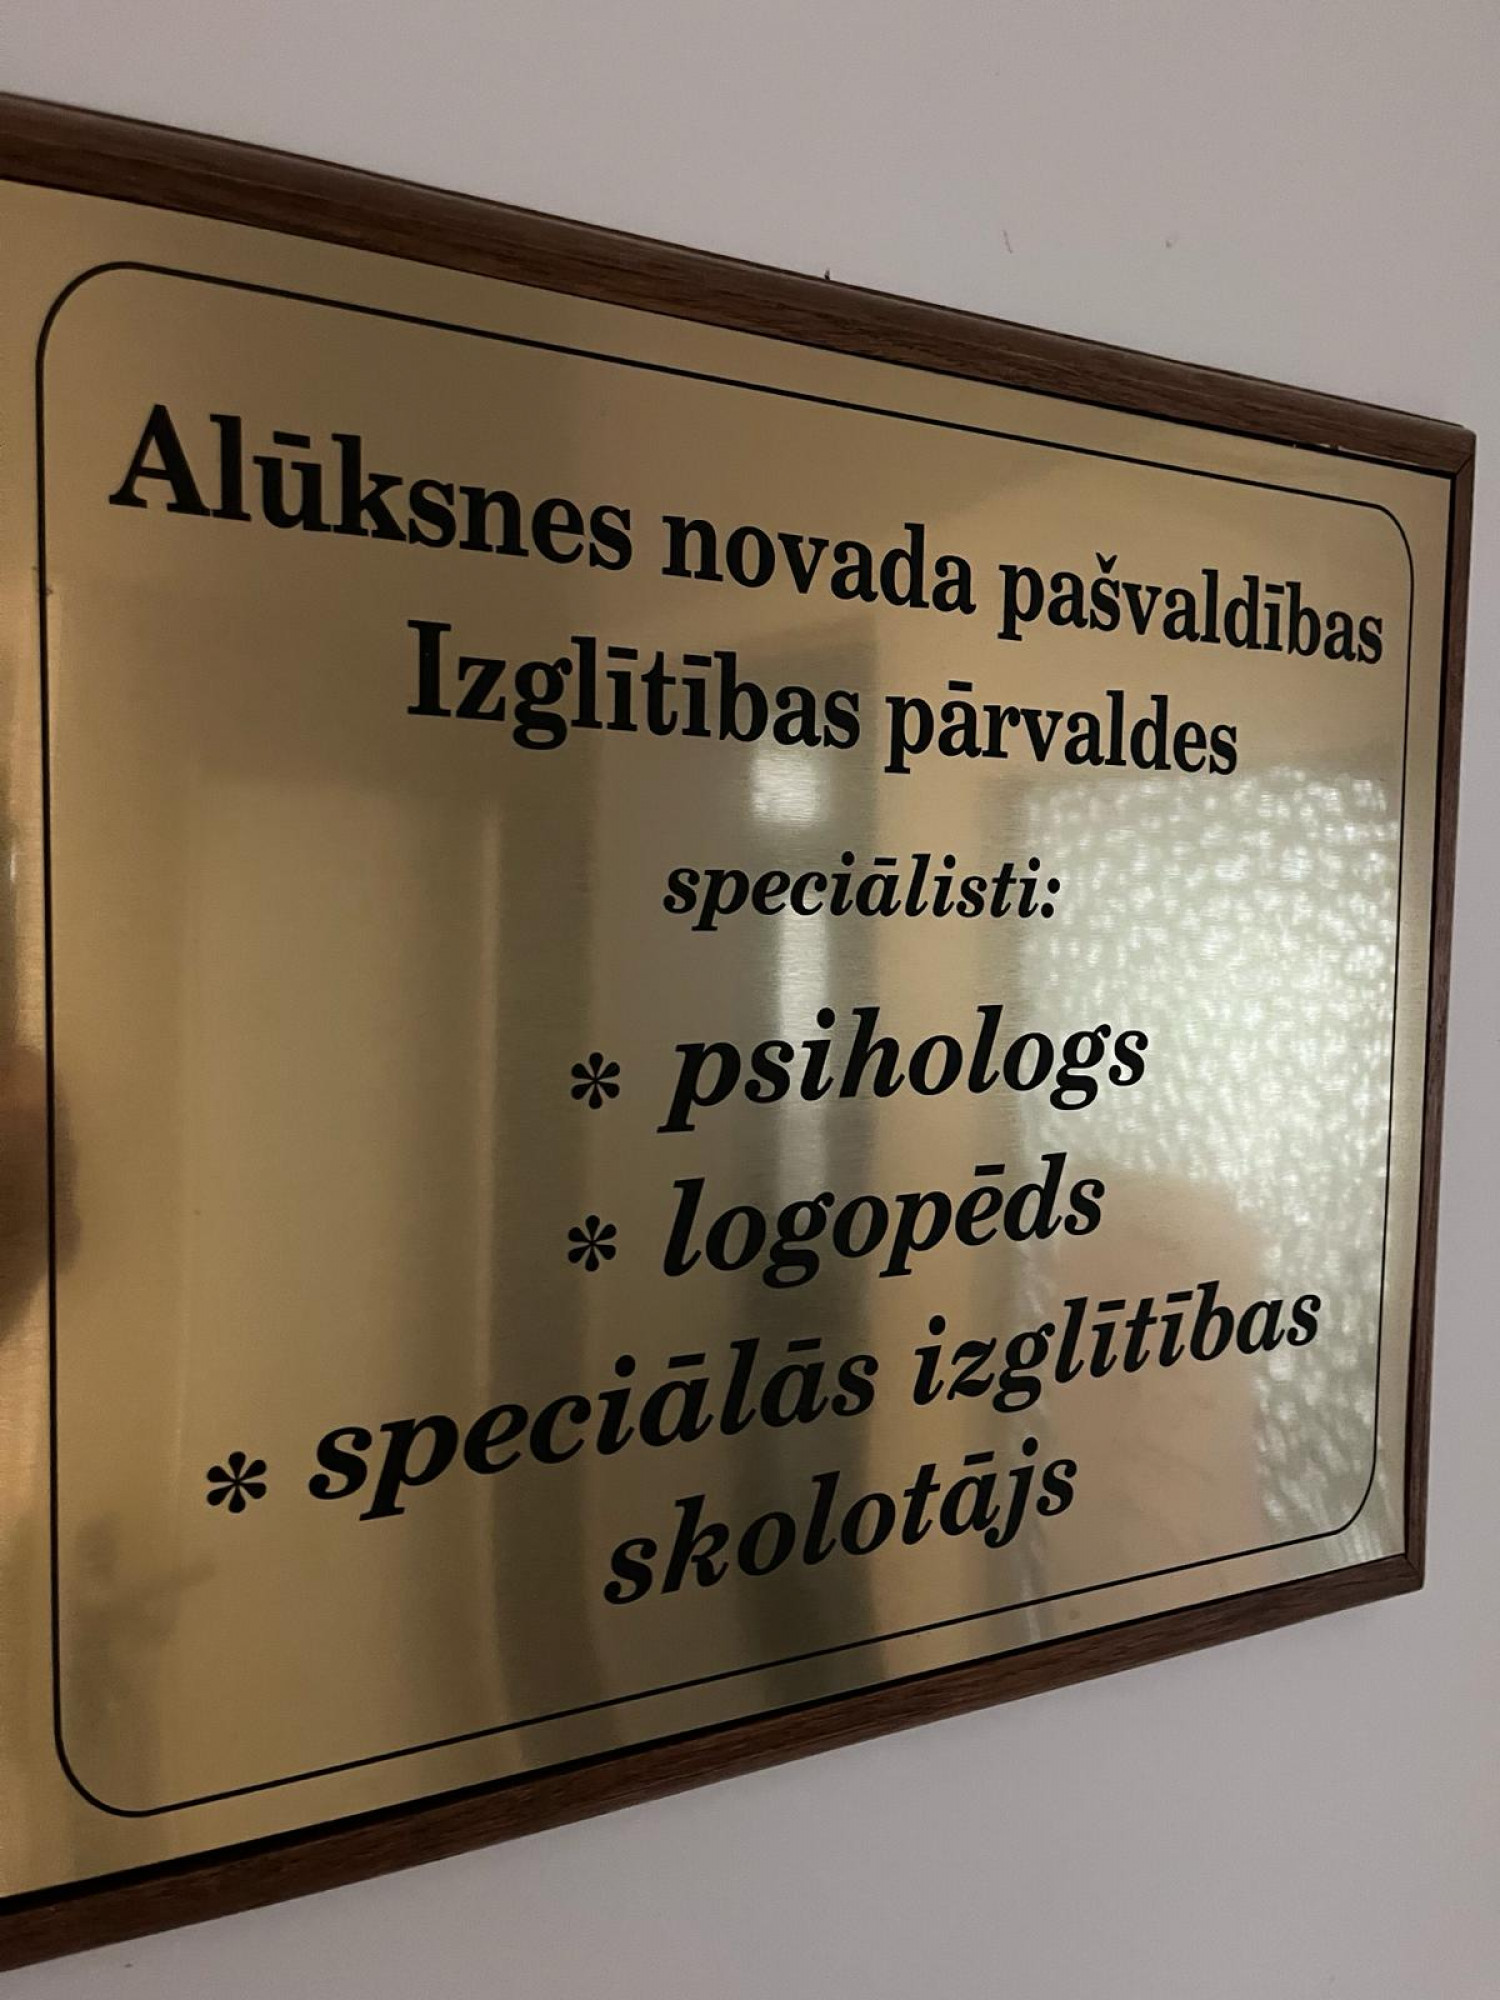 Alūksnes novada pašvaldības
Izglītības pārvaldes
speciālisti:
* psihologs
* logopēds
* speciālās izglītības
skolotājs